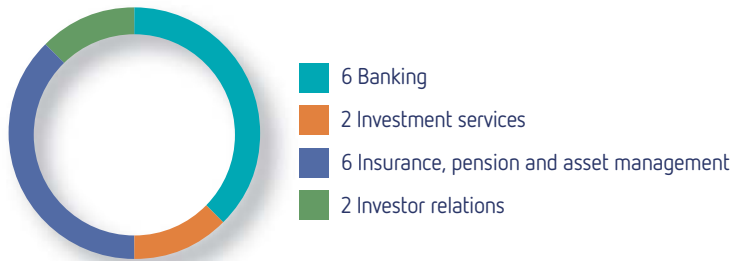 6 Banking
2 Investment services
6 Insurance, pension and asset management
2 Investor relations